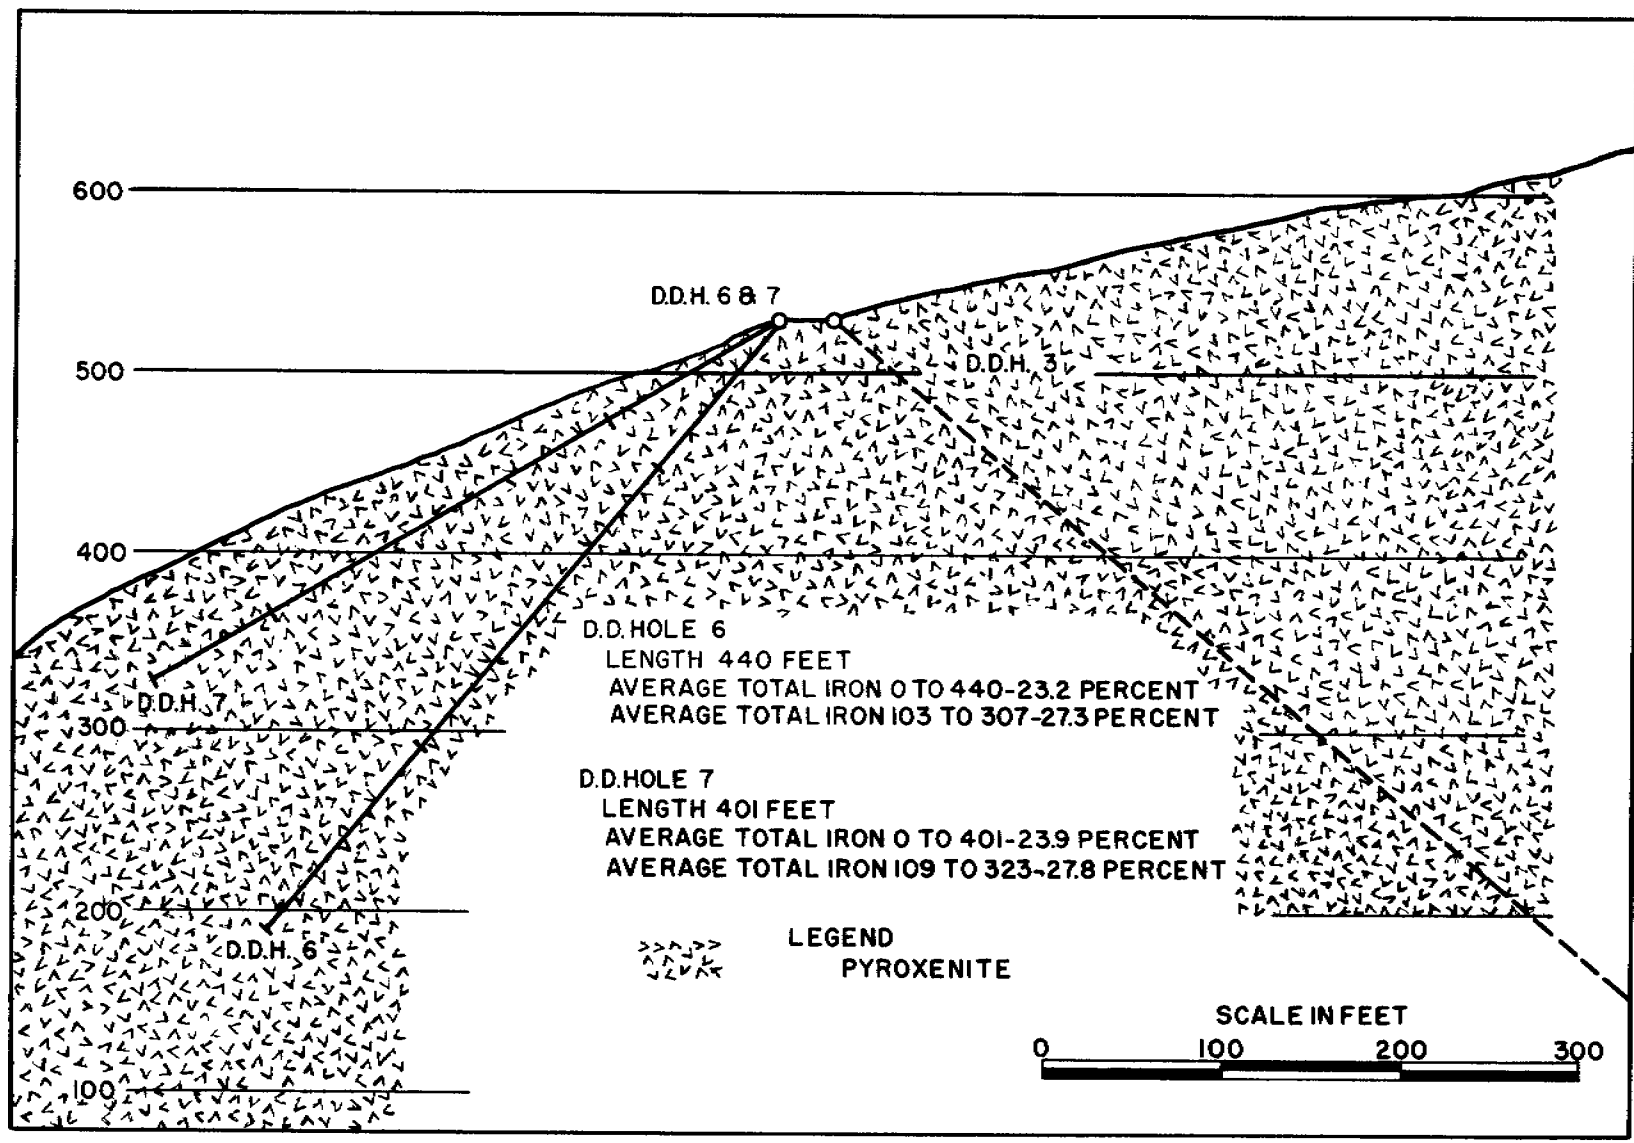 600
D.D.H. 6 & 7
500
D.D.H. 3
400
D.D.HOLE 6
LENGTH 440 FEET
AVERAGE TOTAL IRON 0 TO 440-23.2 PERCENT
AVERAGE TOTAL IRON 103 TO 307-27.3 PERCENT
D.D.H. 7
300
D.D.HOLE 7
LENGTH 401 FEET
AVERAGE TOTAL IRON 0 TO 401-23.9 PERCENT
AVERAGE TOTAL IRON 109 TO 323-27.8 PERCENT
200
D.D.H. 6
LEGEND
PYROXENITE
SCALE IN FEET
0 100 200 300
100